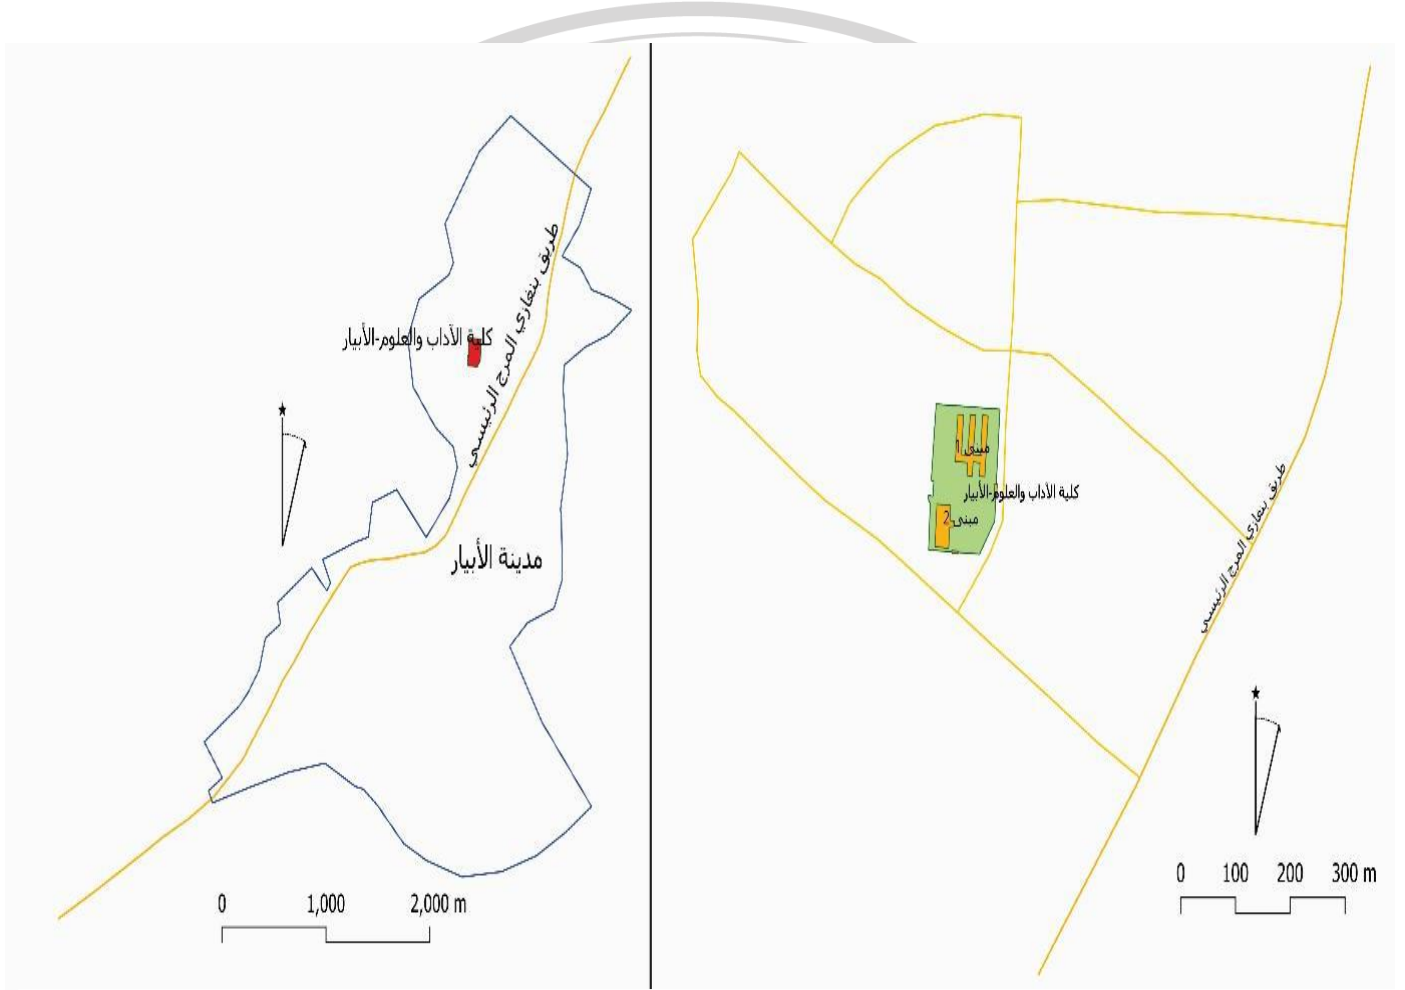 طريق بنغازي المرج الرئيسي
كلية الآداب والعلوم-الأبيار
مدينة الأبيار
0 1,000 2,000 m
مبنى 1
كلية الآداب والعلوم-الأبيار
مبنى 2
طريق بنغازي المرج الرئيسي
0 100 200 300 m